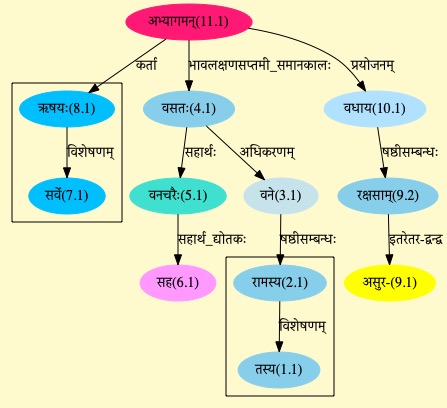 अभ्यागमन्(11.1)
कर्ता
भावलक्षणसप्तमी_समानकालः
प्रयोजनम्
ऋषयः(8.1)
वसतः(4.1)
वधाय(10.1)
विशेषणम्
सहार्थः
अधिकरणम्
षष्ठीसम्बन्धः
सर्वे(7.1)
वनचरैः(5.1)
वने(3.1)
रक्षसाम्(9.2)
सहार्थ_द्योतकः
षष्ठीसम्बन्धः
इतरेतर-द्वन्द्व
सह(6.1)
रामस्य(2.1)
असुर-(9.1)
विशेषणम्
तस्य(1.1)